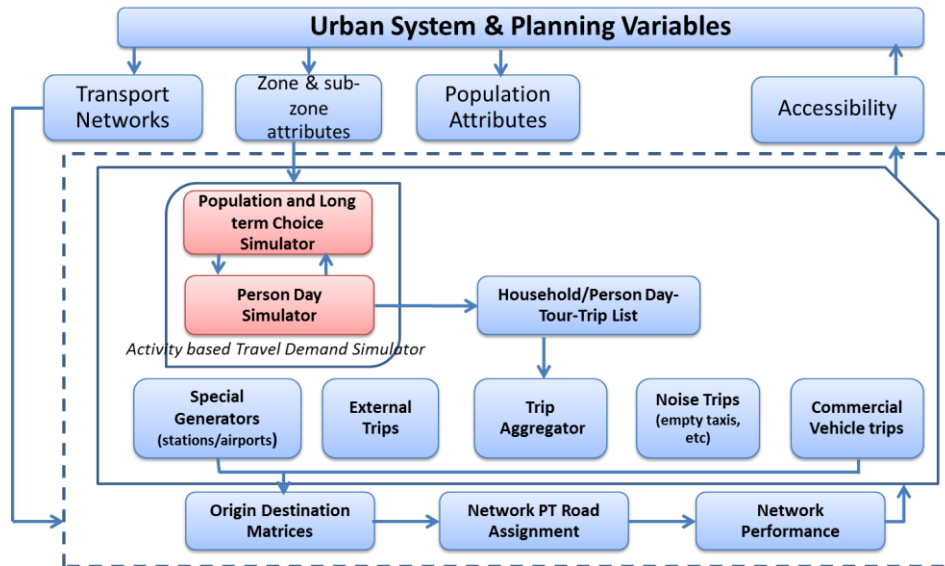 Urban System & Planning Variables
Transport
Networks
Zone & sub-
zone
attributes
Population
Attributes
Accessibility
Population and Long
term Choice
Simulator
Person Day
Simulator
Activity based Travel Demand Simulator
Household/Person Day-
Tour-Trip List
Special
Generators
(stations/airports)
External
Trips
Trip
Aggregator
Noise Trips
(empty taxis,
etc)
Commercial
Vehicle trips
Origin Destination
Matrices
Network PT Road
Assignment
Network
Performance